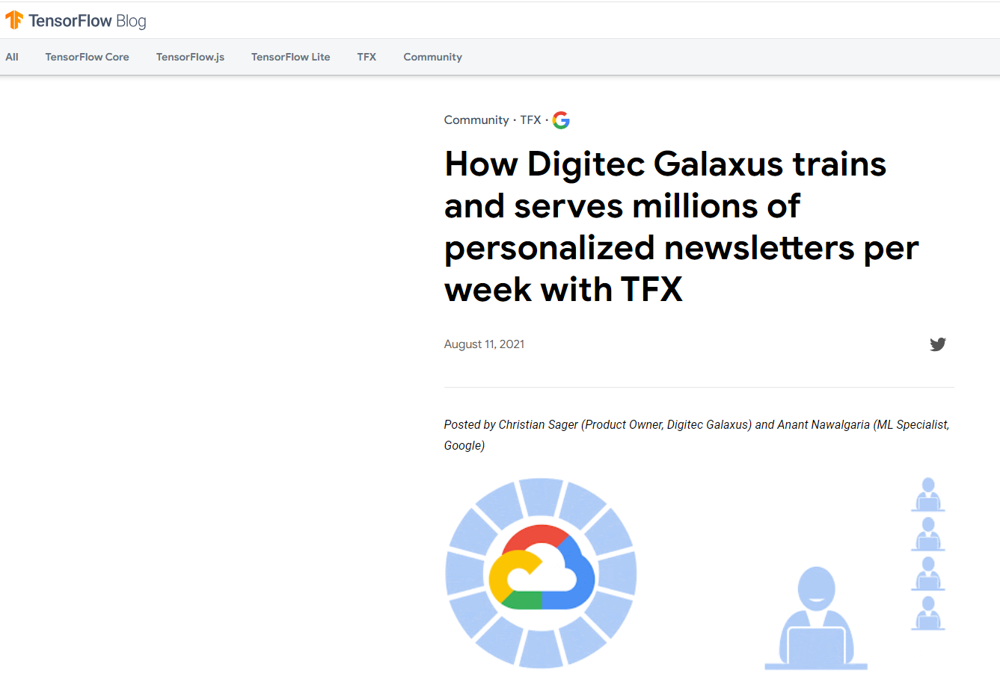 TensorFlow Blog
All TensorFlow Core TensorFlow.js TensorFlow Lite TFX Community
Community · TFX ·
How Digitec Galaxus trains
and serves millions of
personalized newsletters per
week with TFX
August 11, 2021
Posted by Christian Sager (Product Owner, Digitec Galaxus) and Anant Nawalgaria (ML Specialist,
Google)